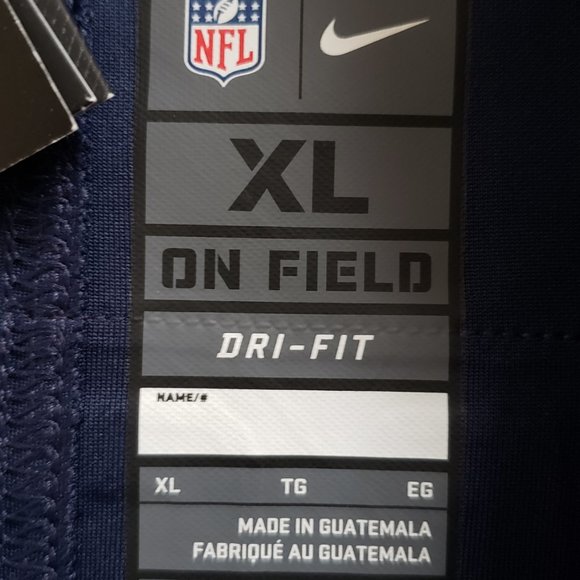 NFL
XL
ON FIELD
DRI-FIT
NAME/#
XL TG EG
MADE IN GUATEMALA
FABRIQUÉ AU GUATEMALA